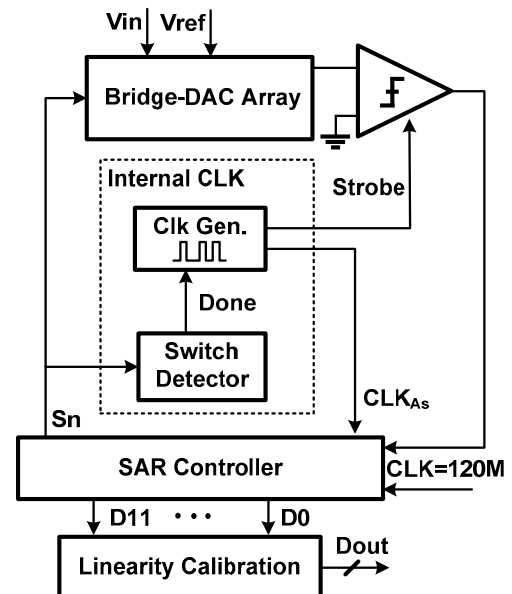 Vin Vref
Bridge-DAC Array
Internal CLK
Strobe
Clk Gen.
Done
Switch
Detector
CLKAs
Sn
SAR Controller
CLK=120M
D11 · · · D0
Dout
Linearity Calibration